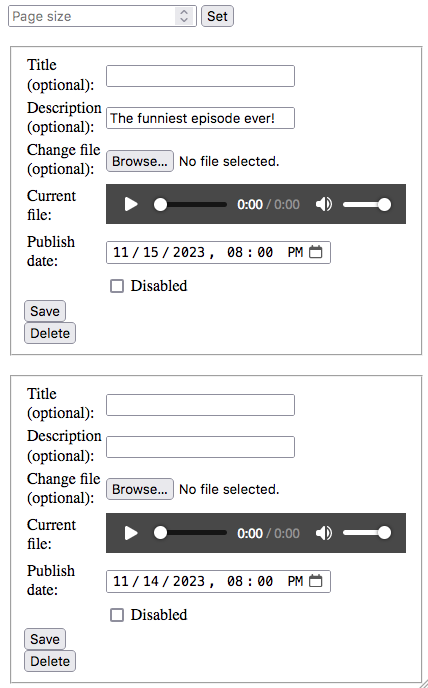 Page size Set
Title
(optional):
Description
(optional): The funniest episode ever!
Change file
(optional): Browse... No file selected.
Current
file: 0:00 / 0:00
Publish
date: 11/15/2023, 08:00 PM
Disabled
Save
Delete
Title
(optional):
Description
(optional):
Change file
(optional): Browse... No file selected.
Current
file: 0:00 / 0:00
Publish
date: 11/14/2023, 08:00 PM
Disabled
Save
Delete